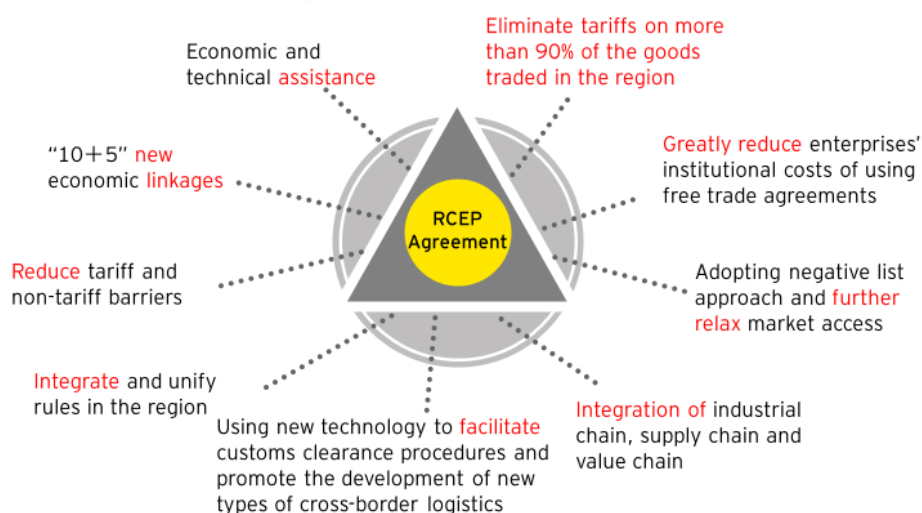 Economic and
technical assistance
Eliminate tariffs on more
than 90% of the goods
traded in the region
“10+5” new
economic linkages
Greatly reduce enterprises’
institutional costs of using
free trade agreements
RCEP
Agreement
Reduce tariff and
non-tariff barriers
Adopting negative list
approach and further
relax market access
Integrate and unify
rules in the region
Using new technology to facilitate
customs clearance procedures and
promote the development of new
types of cross-border logistics
Integration of industrial
chain, supply chain and
value chain